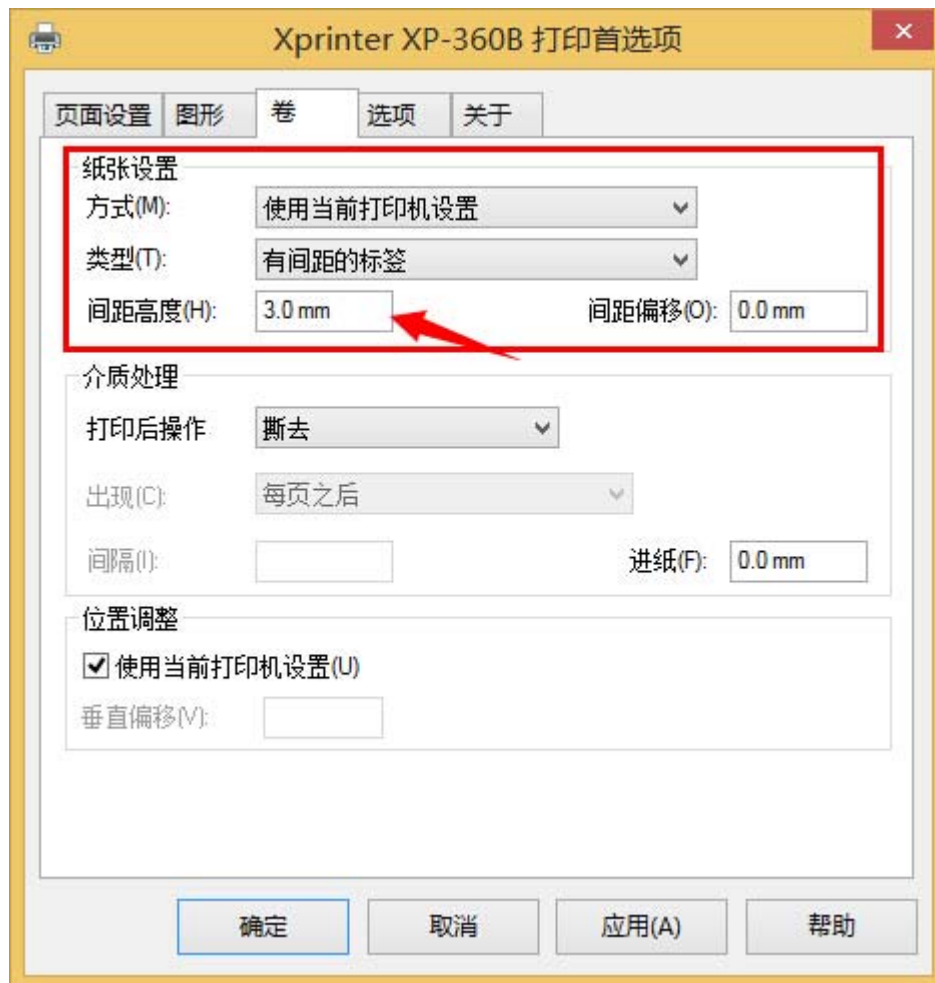 Xprinter XP-360B 打印首选项
页面设置 图形 卷 选项 关于
纸张设置
方式(M): 使用当前打印机设置
类型(T): 有间距的标签
间距高度(H): 3.0 mm 间距偏移(O): 0.0 mm
介质处理
打印后操作 撕去
出现(C): 每页之后
间隔(I): 进纸(F): 0.0 mm
位置调整
使用当前打印机设置(U)
垂直偏移(V):
确定 取消 应用(A) 帮助